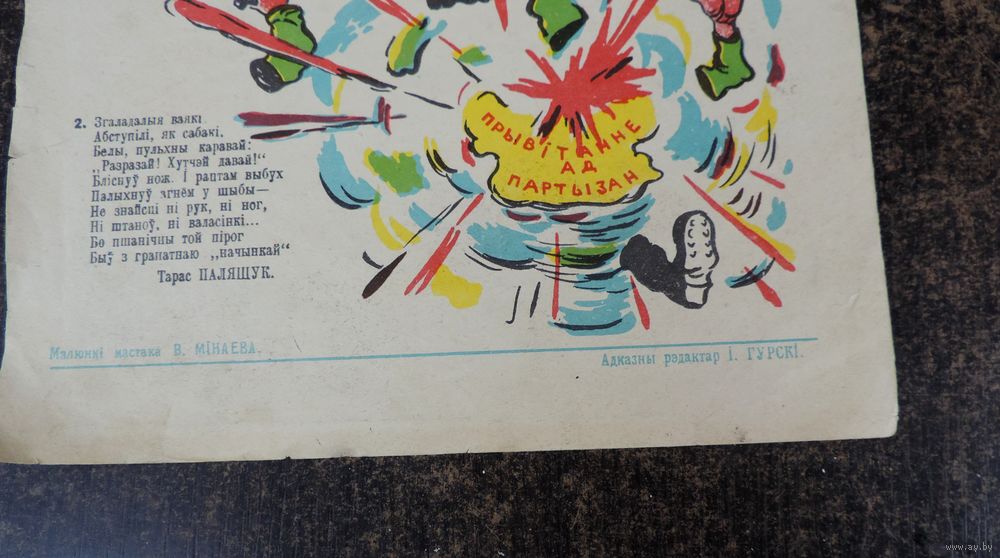 2. Згаладалыя ваякі
Абступілі, як сабакі.
Белы, пульхны каравай:
„Разразай! Хутчэй давай!“
Бліснуў нож. І раптам выбух
Палыхнуў агнём у шыбы—
Не знайсці ні рук, ні ног,
Ні штаноў, ні валасінкі...
Бо пшанічны той пірог
Быў з гранатнаю „начынкай“
Тарас ПАЛЯЩУК.
ПРЫВІТАННЕ
АД
ПАРТЫЗАН
Малюнкі мастака В. МІНАЕВА.
Адказны рэдактар І. ГУРСКІ.
www.ay.by